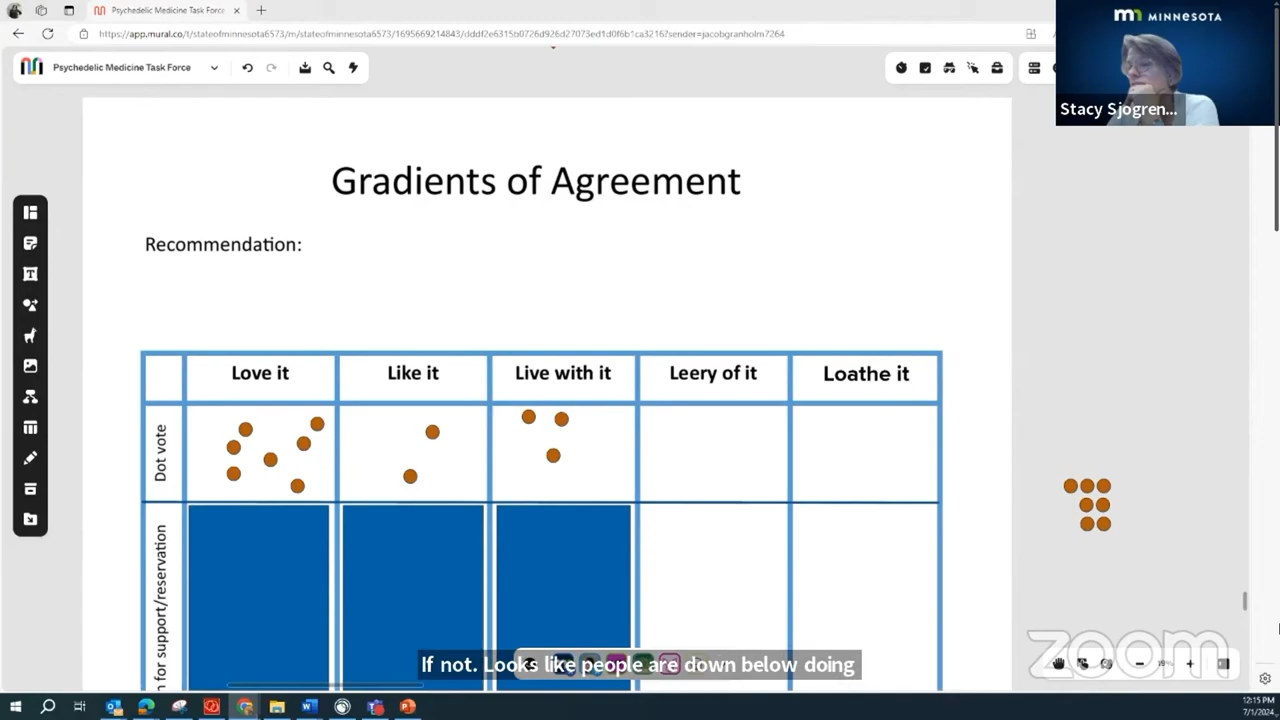 Psychedelic Medicine Task Force
https://app.mural.co/t/stateofminnesota6573/m/stateofminnesota6573/1695669214843/dddf2e6315b0726d926d27073ed1d0f6b1ca3216?sender=jacobgranholm7264
MINNESOTA
Psychedelic Medicine Task Force
Stacy Sjogren...
Gradients of Agreement
Recommendation:
Love it
Like it
Live with it
Leery of it
Loathe it
Dot vote
n for support/reservation
If not. Looks like people are down below doing
zoom
12:15 PM
7/1/2024